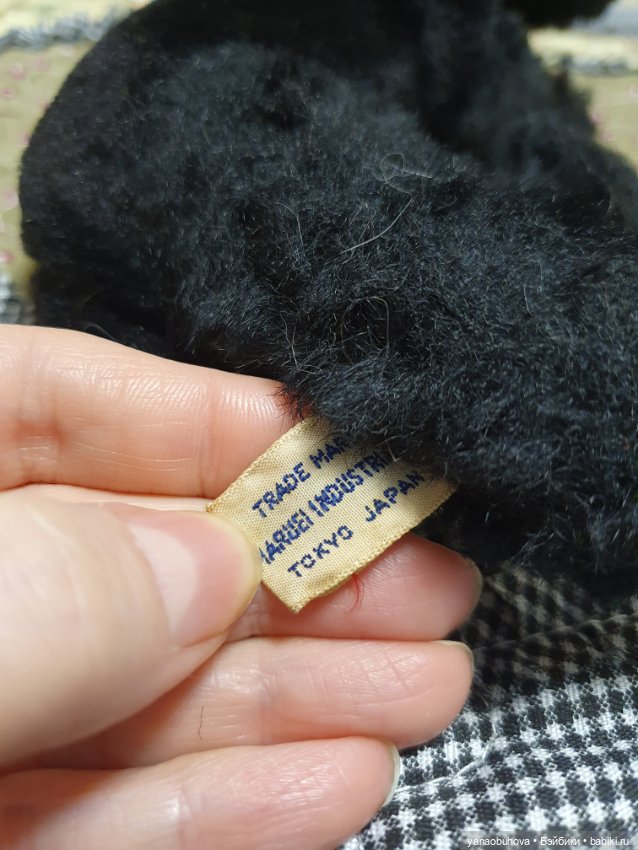 TRADE MAR
MARUEI INDUSTRI
TOKYO JAPAN
yanaobuhova • Бэйбики • babiki.ru